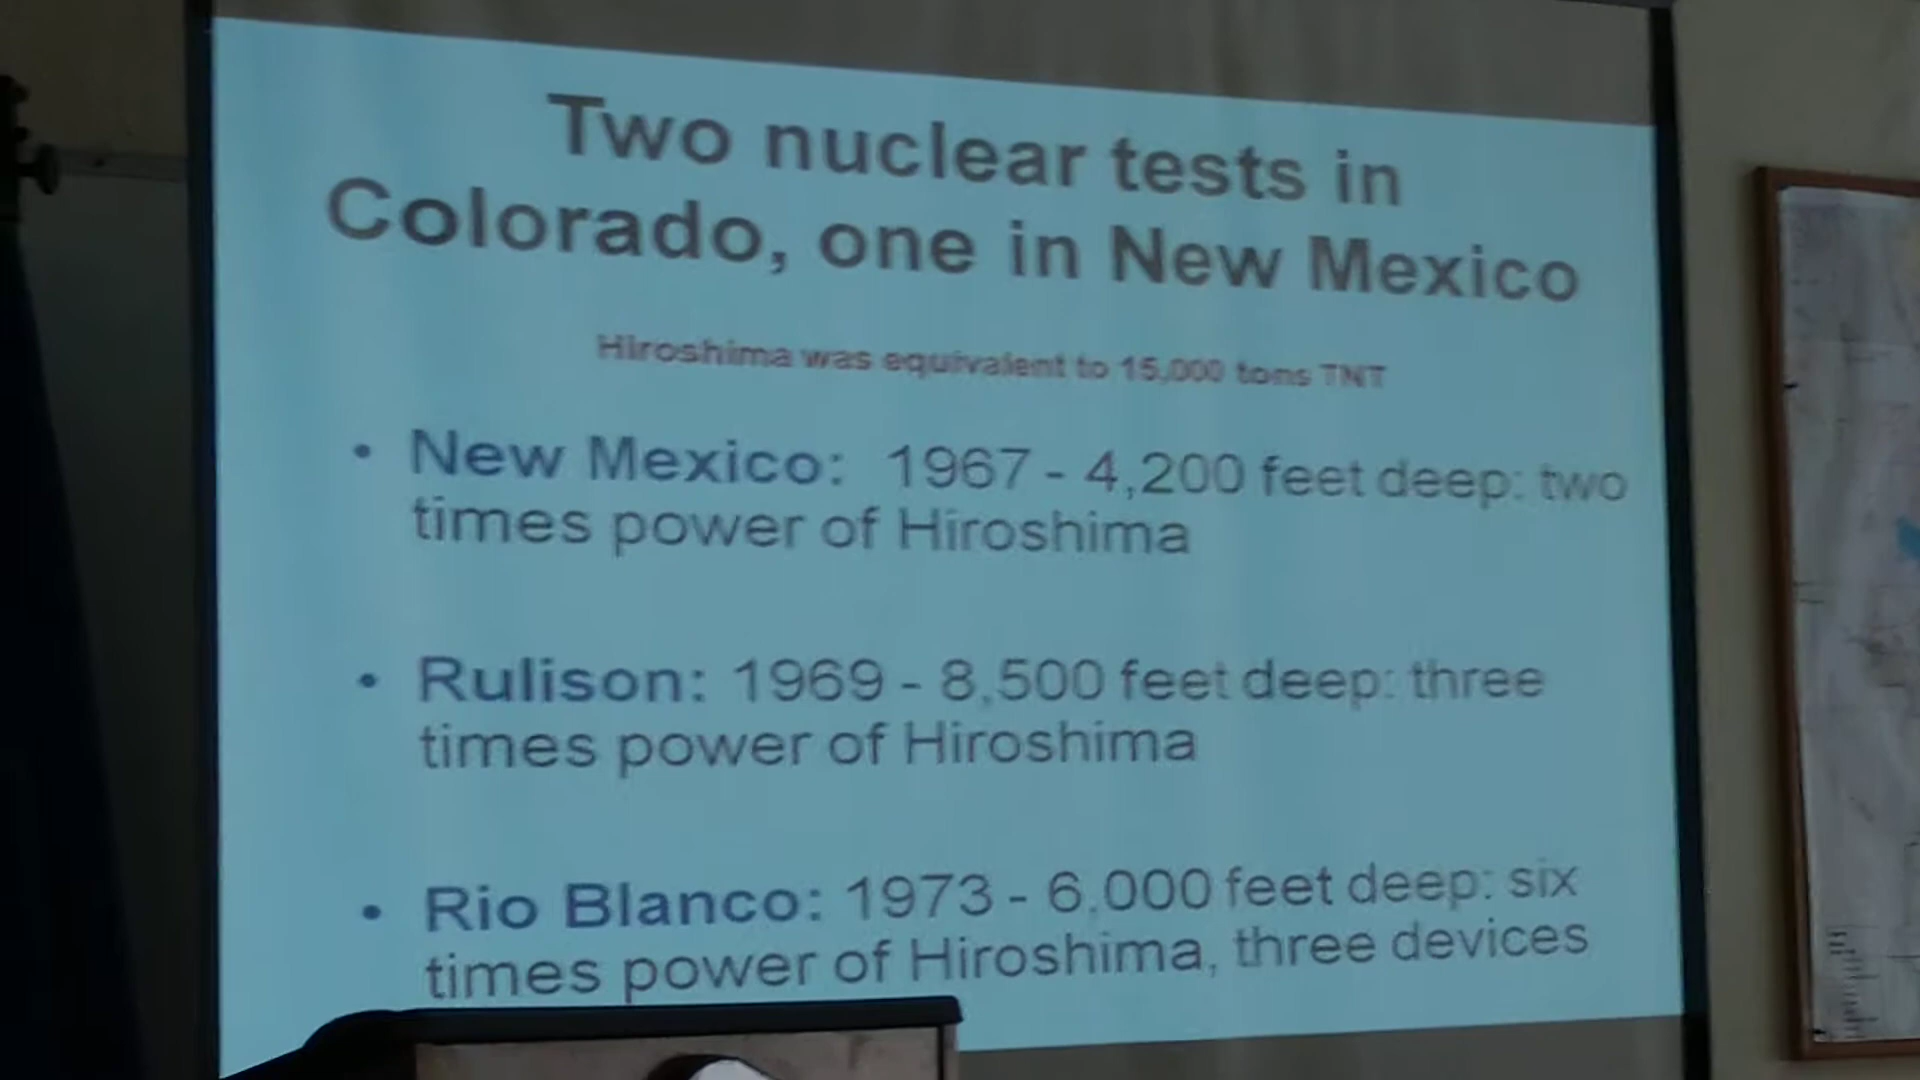 Two nuclear tests in
Colorado, one in New Mexico
Hiroshima was equivalent to 15,000 tons TNT
• New Mexico: 1967 - 4,200 feet deep: two
times power of Hiroshima
• Rulison: 1969 - 8,500 feet deep: three
times power of Hiroshima
• Rio Blanco: 1973 - 6,000 feet deep: six
times power of Hiroshima, three devices